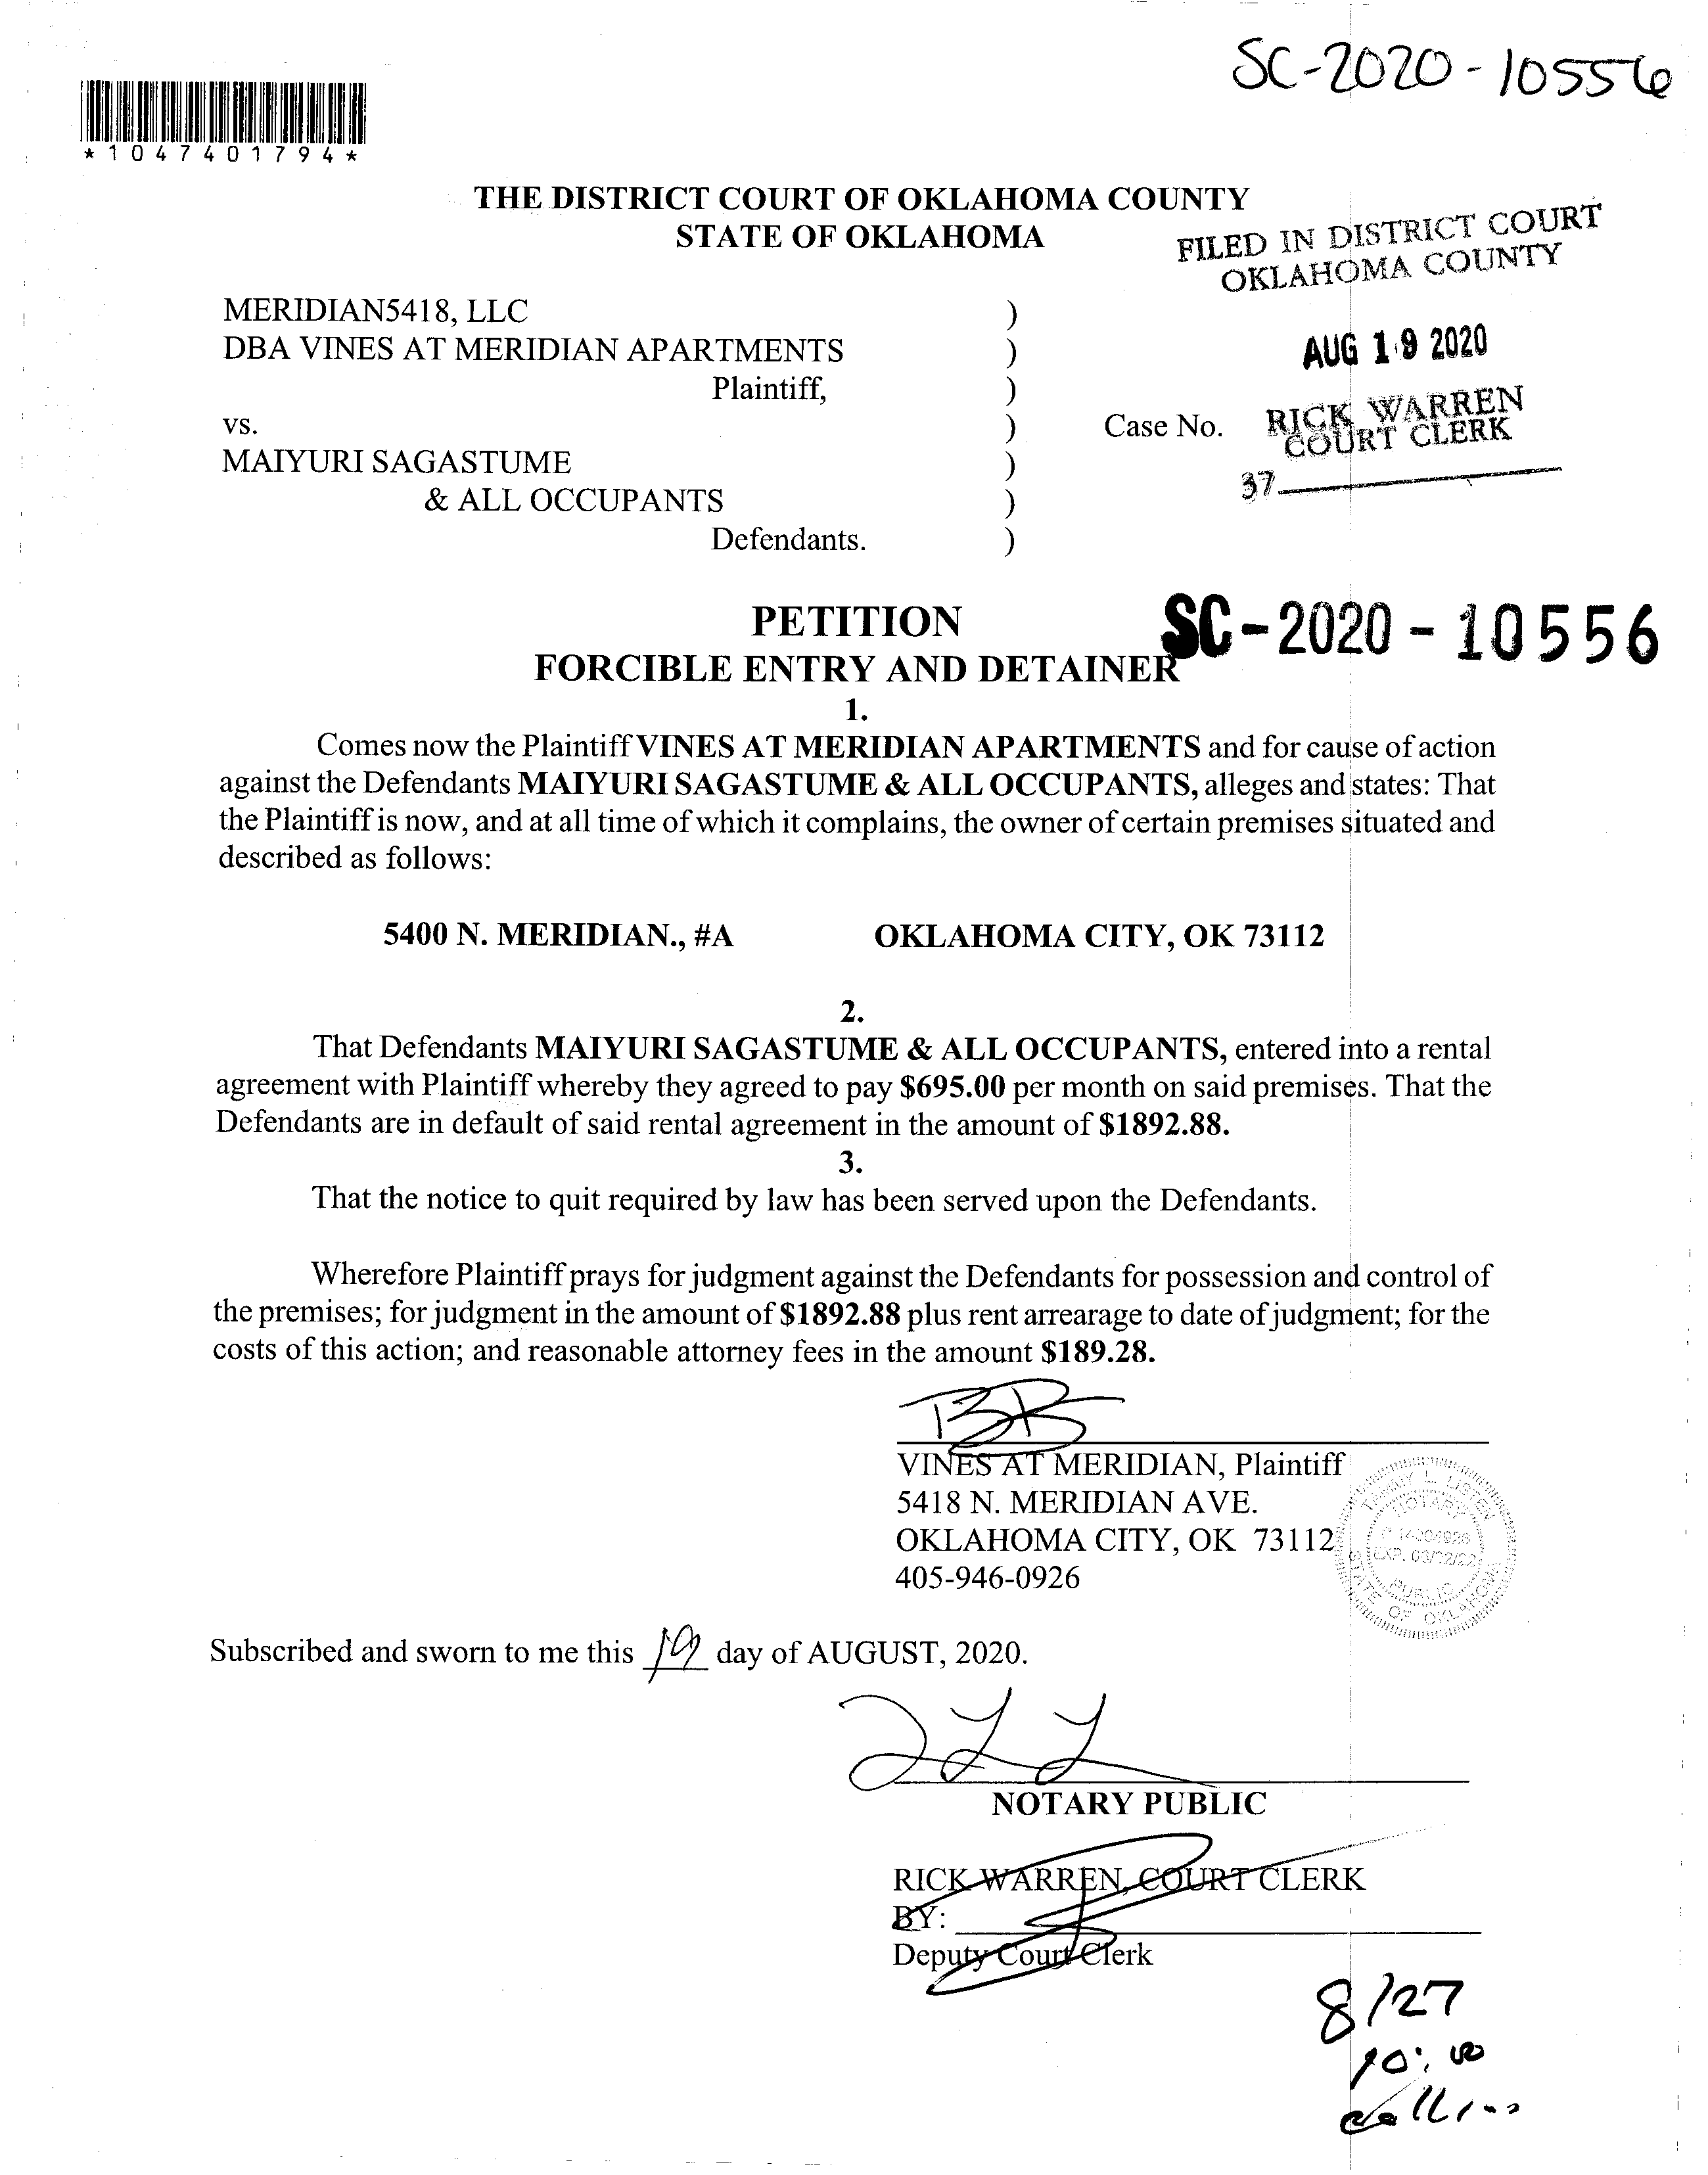 SC-2020-10556
*1047401794*
THE DISTRICT COURT OF OKLAHOMA COUNTY
STATE OF OKLAHOMA
FILED IN DISTRICT COURT
OKLAHOMA COUNTY
MERIDIAN5418, LLC )
DBA VINES AT MERIDIAN APARTMENTS )
AUG 19 2020
Plaintiff, )
vs. )
Case No.
RICK WARREN
COURT CLERK
MAIYURI SAGASTUME )
37
& ALL OCCUPANTS )
Defendants. )
PETITION
SC-2020-10556
FORCIBLE ENTRY AND DETAINER
1.
Comes now the Plaintiff VINES AT MERIDIAN APARTMENTS and for cause of action
against the Defendants MAIYURI SAGASTUME & ALL OCCUPANTS, alleges and states: That
the Plaintiff is now, and at all time of which it complains, the owner of certain premises situated and
described as follows:
5400 N. MERIDIAN., #A OKLAHOMA CITY, OK 73112
2.
That Defendants MAIYURI SAGASTUME & ALL OCCUPANTS, entered into a rental
agreement with Plaintiff whereby they agreed to pay $695.00 per month on said premises. That the
Defendants are in default of said rental agreement in the amount of $1892.88.
3.
That the notice to quit required by law has been served upon the Defendants.
Wherefore Plaintiff prays for judgment against the Defendants for possession and control of
the premises; for judgment in the amount of $1892.88 plus rent arrearage to date of judgment; for the
costs of this action; and reasonable attorney fees in the amount $189.28.
VINES AT MERIDIAN, Plaintiff
5418 N. MERIDIAN AVE.
OKLAHOMA CITY, OK 73112
405-946-0926
TAMMY L. LISTEN
NOTARY
PUBLIC
STATE OF OKLAHOMA
Subscribed and sworn to me this 19 day of AUGUST, 2020.
NOTARY PUBLIC
RICK WARREN, COURT CLERK
BY:
Deputy Court Clerk
8/27
10:00